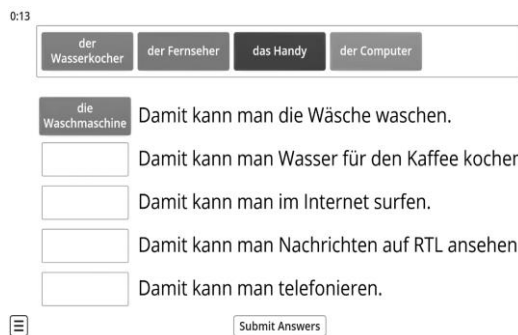 0:13
der
Wasserkocher
der Fernseher
das Handy
der Computer
die
Waschmaschine
Damit kann man die Wäsche waschen.
Damit kann man Wasser für den Kaffee kochen
Damit kann man im Internet surfen.
Damit kann man Nachrichten auf RTL ansehen
Damit kann man telefonieren.
Submit Answers